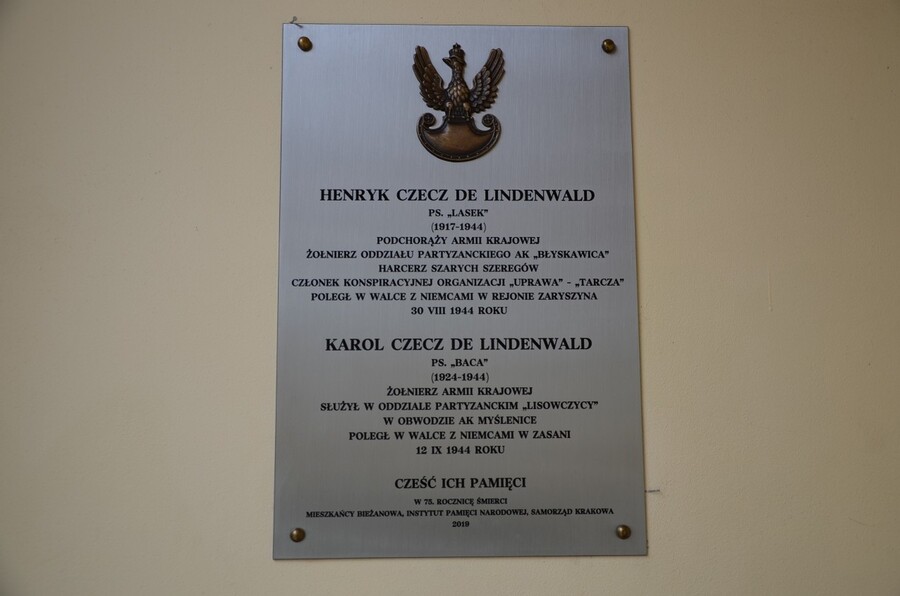 HENRYK CZECZ DE LINDENWALD
PS. „LASEK”
(1917-1944)
PODCHORĄŻY ARMII KRAJOWEJ
ŻOŁNIERZ ODDZIAŁU PARTYZANCKIEGO AK „BŁYSKAWICA”
HARCERZ SZARYCH SZEREGÓW
CZŁONEK KONSPIRACYJNEJ ORGANIZACJI „UPRAWA” - „TARCZA”
POLEGŁ W WALCE Z NIEMCAMI W REJONIE ZARYSZYNA
30 VIII 1944 ROKU
KAROL CZECZ DE LINDENWALD
PS. „BACA”
(1924-1944)
ŻOŁNIERZ ARMII KRAJOWEJ
SŁUŻYŁ W ODDZIALE PARTYZANCKIM „LISOWCZYCY”
W OBWODZIE AK MYŚLENICE
POLEGŁ W WALCE Z NIEMCAMI W ZASANI
12 IX 1944 ROKU
CZEŚĆ ICH PAMIĘCI
W 75. ROCZNICĘ ŚMIERCI
MIESZKAŃCY BIEŻANOWA, INSTYTUT PAMIĘCI NARODOWEJ, SAMORZĄD KRAKOWA
2019